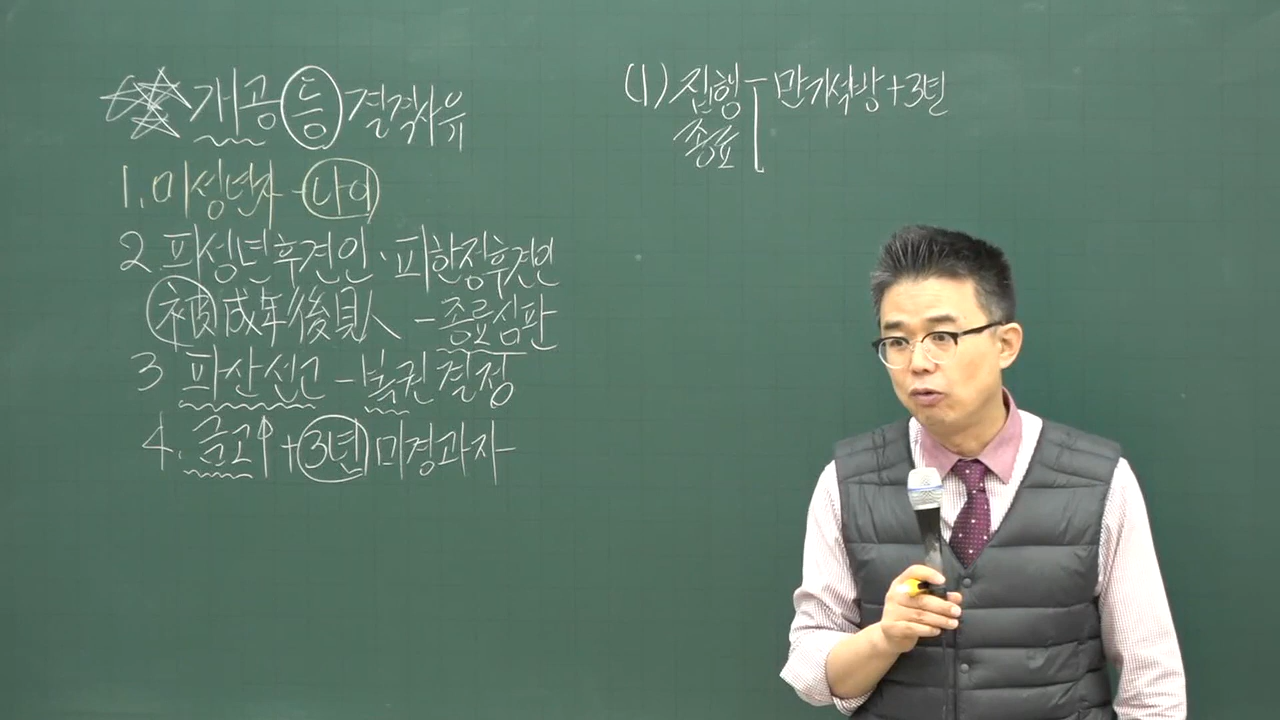 개공 등 결격사유
1. 미성년자 - 나이
2 피성년후견인·피한정후견인
被成年後見人 - 종료심판
3 파산선고 - 복권결정
4. 금고↑ + 3년 미경과자
(1) 집행 만기석방+3년
종료